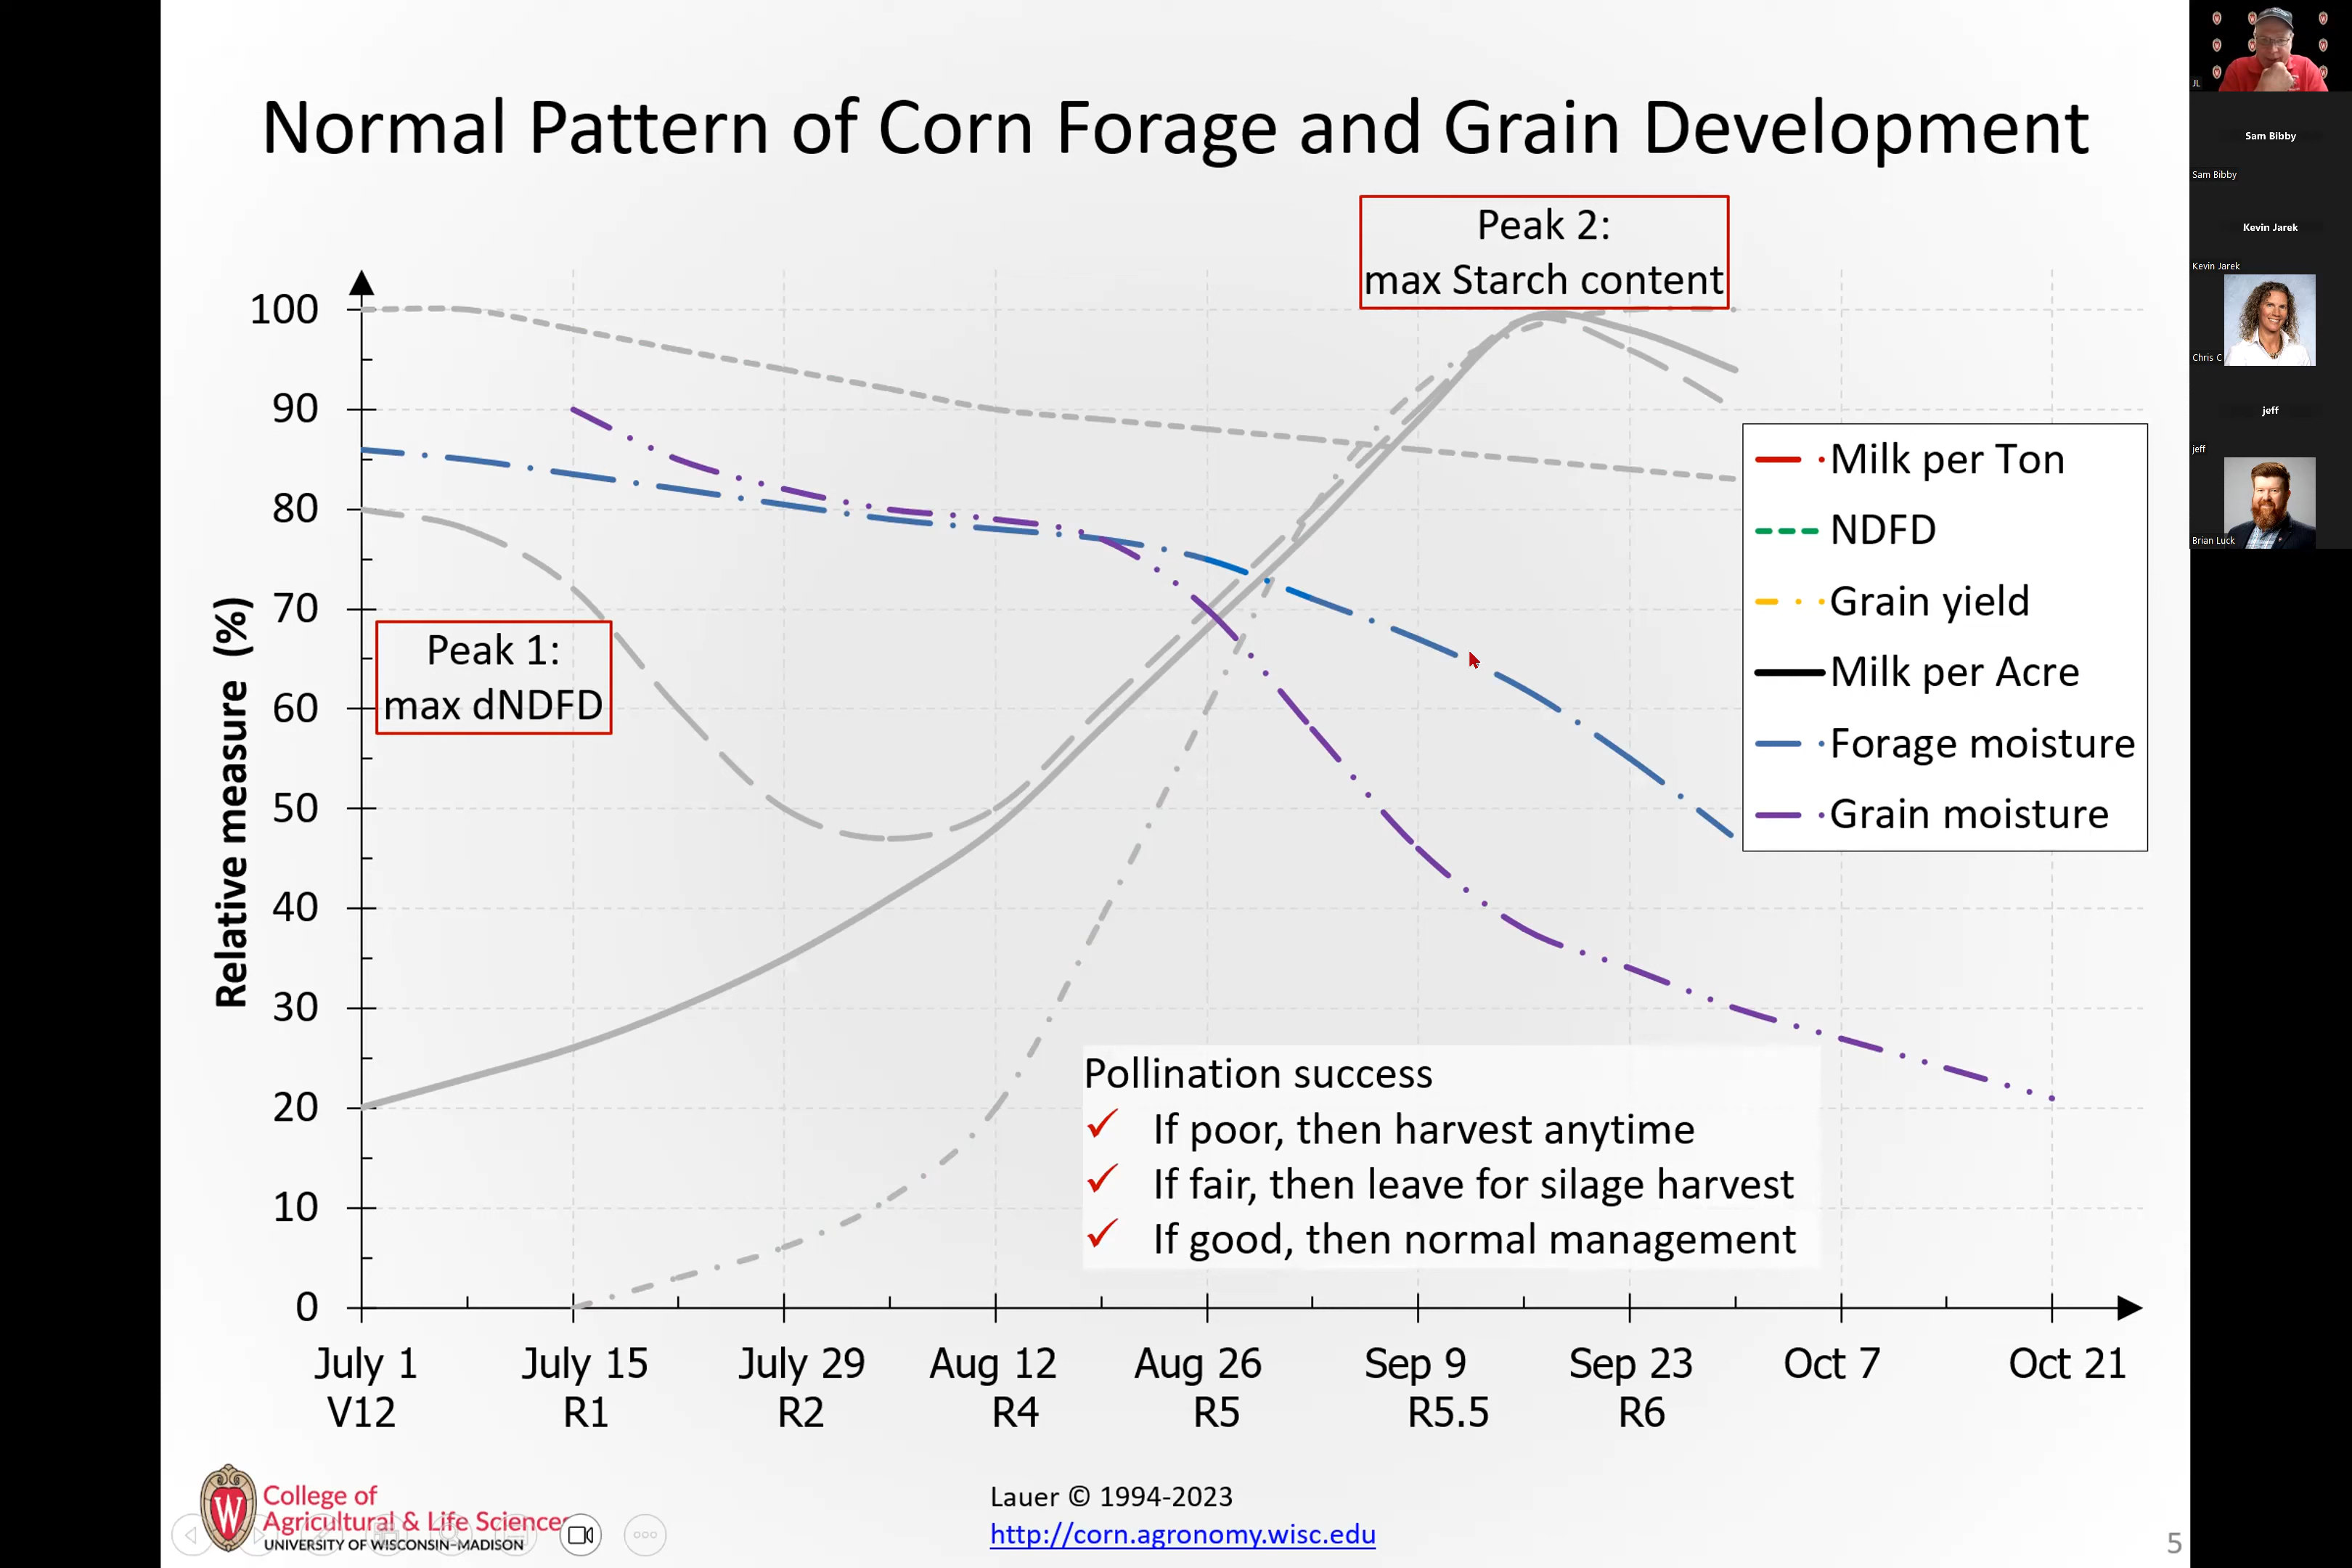 Normal Pattern of Corn Forage and Grain Development
Peak 2:
max Starch content
100
90
80
70
60
50
40
30
20
10
0
Relative measure (%)
Peak 1:
max dNDFD
Milk per Ton
NDFD
Grain yield
Milk per Acre
Forage moisture
Grain moisture
Pollination success
If poor, then harvest anytime
If fair, then leave for silage harvest
If good, then normal management
July 1 July 15 July 29 Aug 12 Aug 26 Sep 9 Sep 23 Oct 7 Oct 21
V12 R1 R2 R4 R5 R5.5 R6
W
College of
Agricultural & Life Sciences
UNIVERSITY OF WISCONSIN-MADISON
Lauer © 1994-2023
http://corn.agronomy.wisc.edu
5
JL
Sam Bibby
Sam Bibby
Kevin Jarek
Kevin Jarek
Chris C
jeff
jeff
Brian Luck